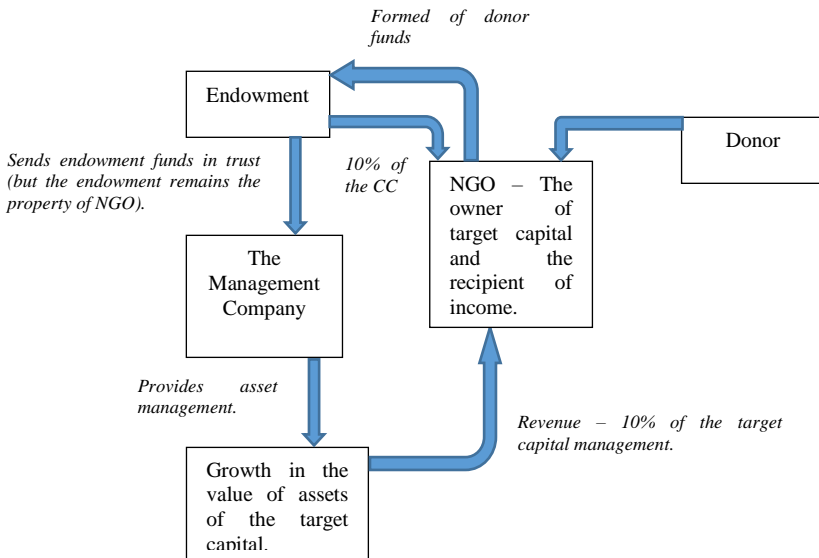 Formed of donor
funds
Endowment
Donor
Sends endowment funds in trust
(but the endowment remains the
property of NGO).
10% of
the CC
NGO – The
owner of
target capital
and the
recipient of
income.
The
Management
Company
Provides asset
management.
Revenue – 10% of the target
capital management.
Growth in the
value of assets
of the target
capital.